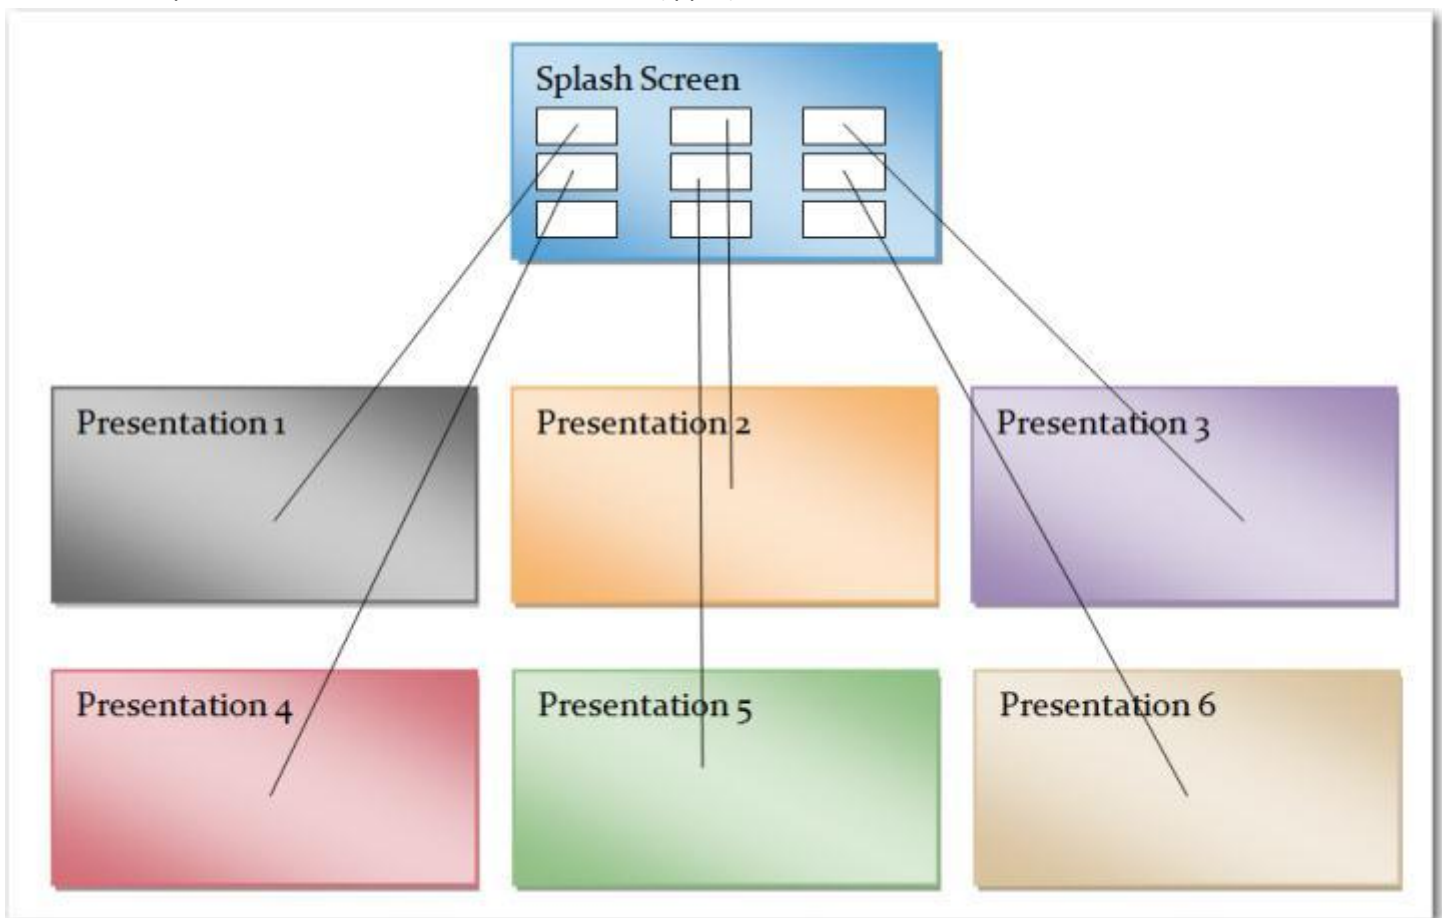 Splash Screen
Presentation 1
Presentation 2
Presentation 3
Presentation 4
Presentation 5
Presentation 6